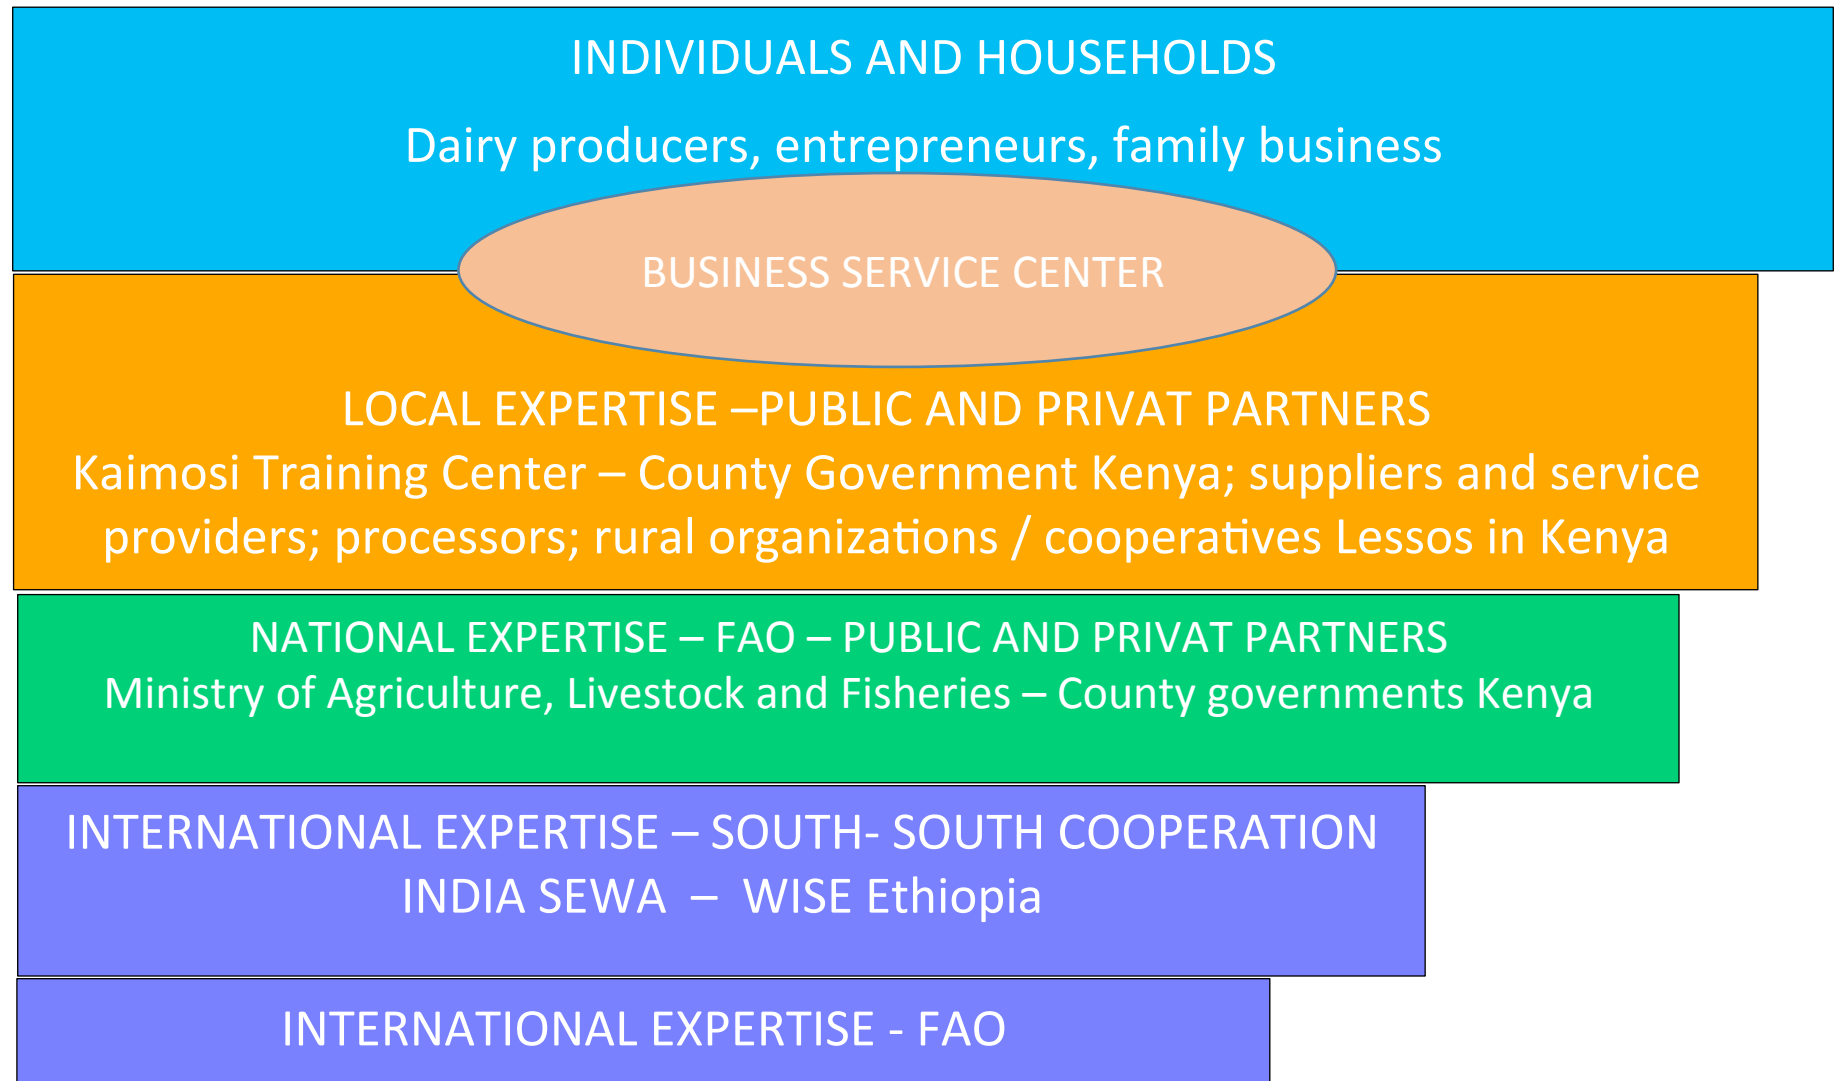 INDIVIDUALS AND HOUSEHOLDS
Dairy producers, entrepreneurs, family business
BUSINESS SERVICE CENTER
LOCAL EXPERTISE –PUBLIC AND PRIVAT PARTNERS
Kaimosi Training Center – County Government Kenya; suppliers and service
providers; processors; rural organizations / cooperatives Lessos in Kenya
NATIONAL EXPERTISE – FAO – PUBLIC AND PRIVAT PARTNERS
Ministry of Agriculture, Livestock and Fisheries – County governments Kenya
INTERNATIONAL EXPERTISE – SOUTH- SOUTH COOPERATION
INDIA SEWA – WISE Ethiopia
INTERNATIONAL EXPERTISE - FAO